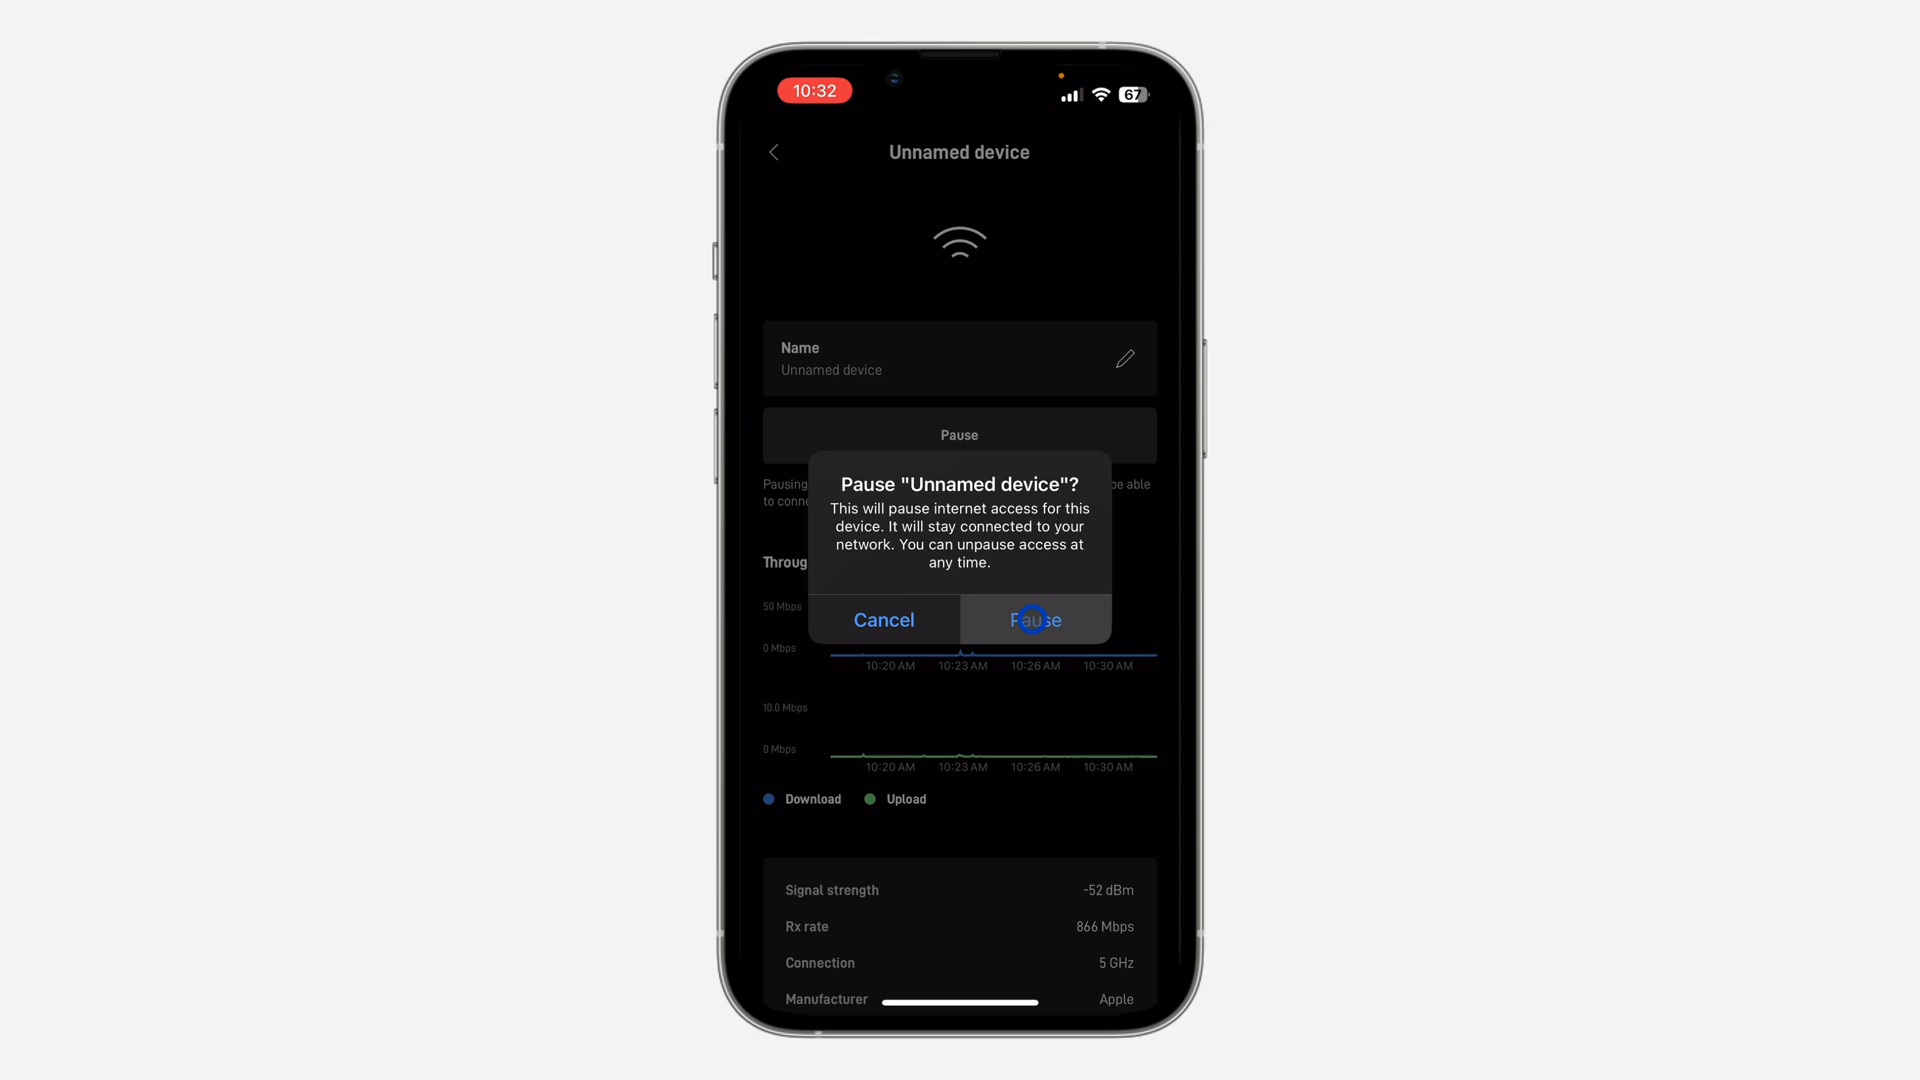 10:32
67
Unnamed device
Name
Unnamed device
Pause
Pausing
be able
to conne
Pause "Unnamed device"?
This will pause internet access for this
device. It will stay connected to your
network. You can unpause access at
any time.
Cancel
Pause
Throug
50 Mbps
0 Mbps
10:20 AM 10:23 AM 10:26 AM 10:30 AM
10.0 Mbps
0 Mbps
10:20 AM 10:23 AM 10:26 AM 10:30 AM
Download Upload
Signal strength -52 dBm
Rx rate 866 Mbps
Connection 5 GHz
Manufacturer Apple